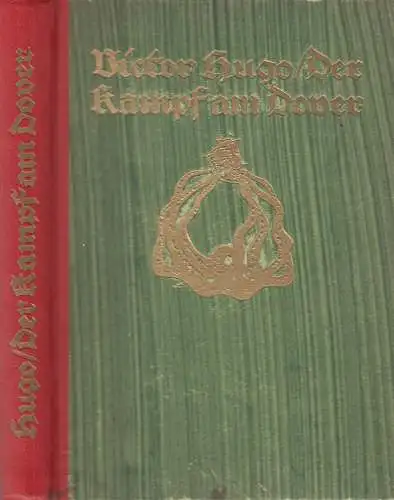 Hugo/Der Kampf am Dover
Victor Hugo/Der
Kampf am Dover